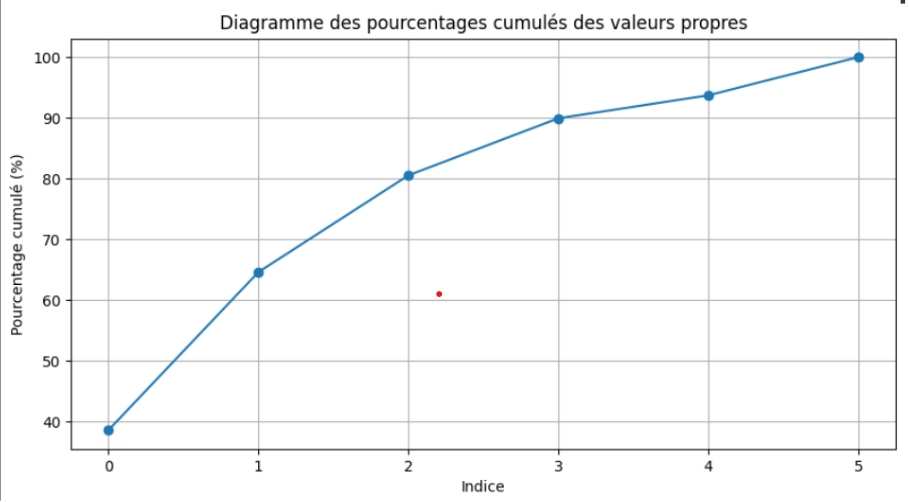 Diagramme des pourcentages cumulés des valeurs propres
100
90
80
70
60
50
40
Pourcentage cumulé (%)
0 1 2 3 4 5
Indice